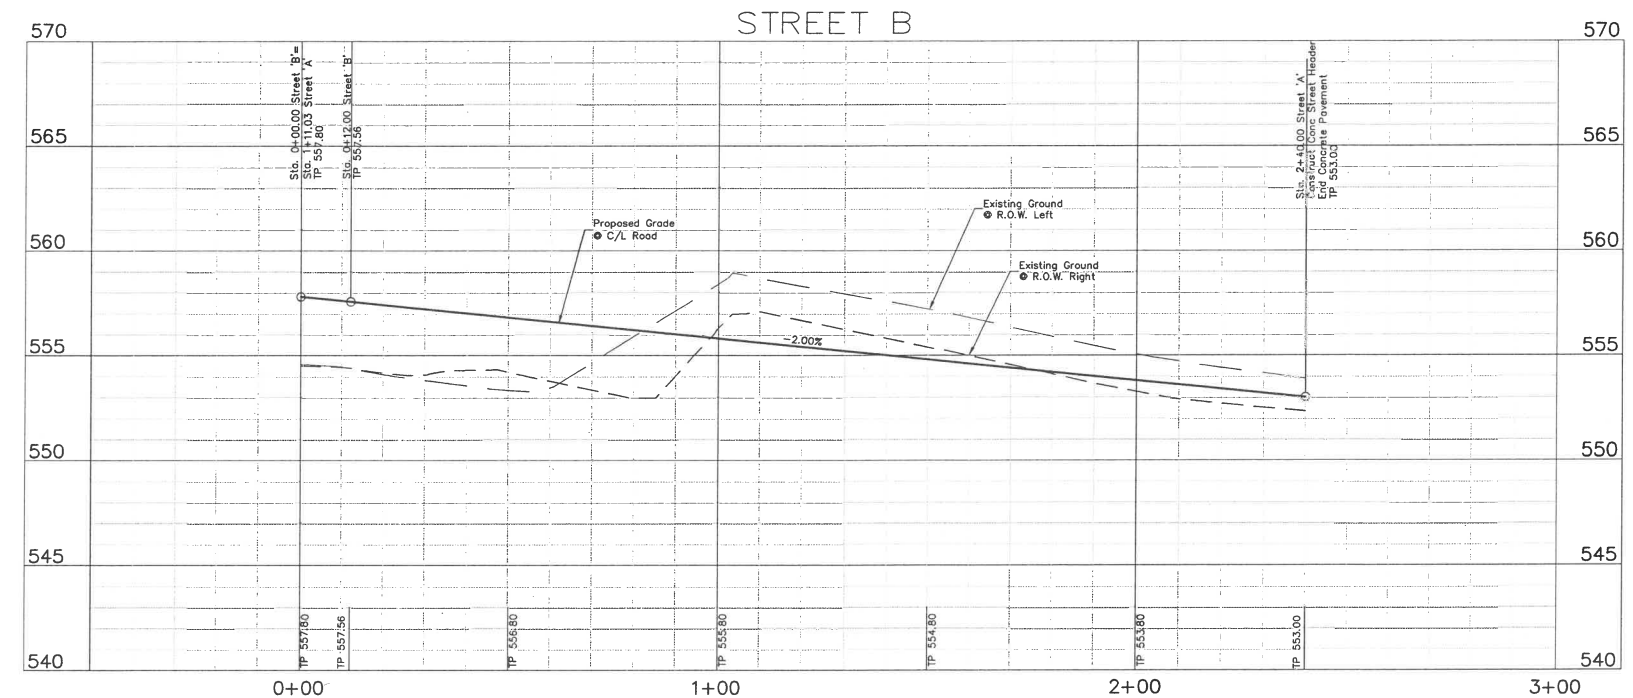 STREET B
570
570
Sta. 0+00.00 Street 'B'=
Sta. 1+11.03 Street 'A'
TP 557.80
Sta. 0+12.00 Street 'B'
TP 557.56
Sta. 2+40.00 Street 'A'
Construct Conc Street Header
End Concrete Pavement
TP 553.00
565
565
Existing Ground
@ R.O.W. Left
Proposed Grade
@ C/L Road
560
560
Existing Ground
@ R.O.W. Right
-2.00%
555
555
550
550
545
545
TP 557.80
TP 557.56
TP 556.80
TP 555.80
TP 554.80
TP 553.80
TP 553.00
540
540
0+00
1+00
2+00
3+00